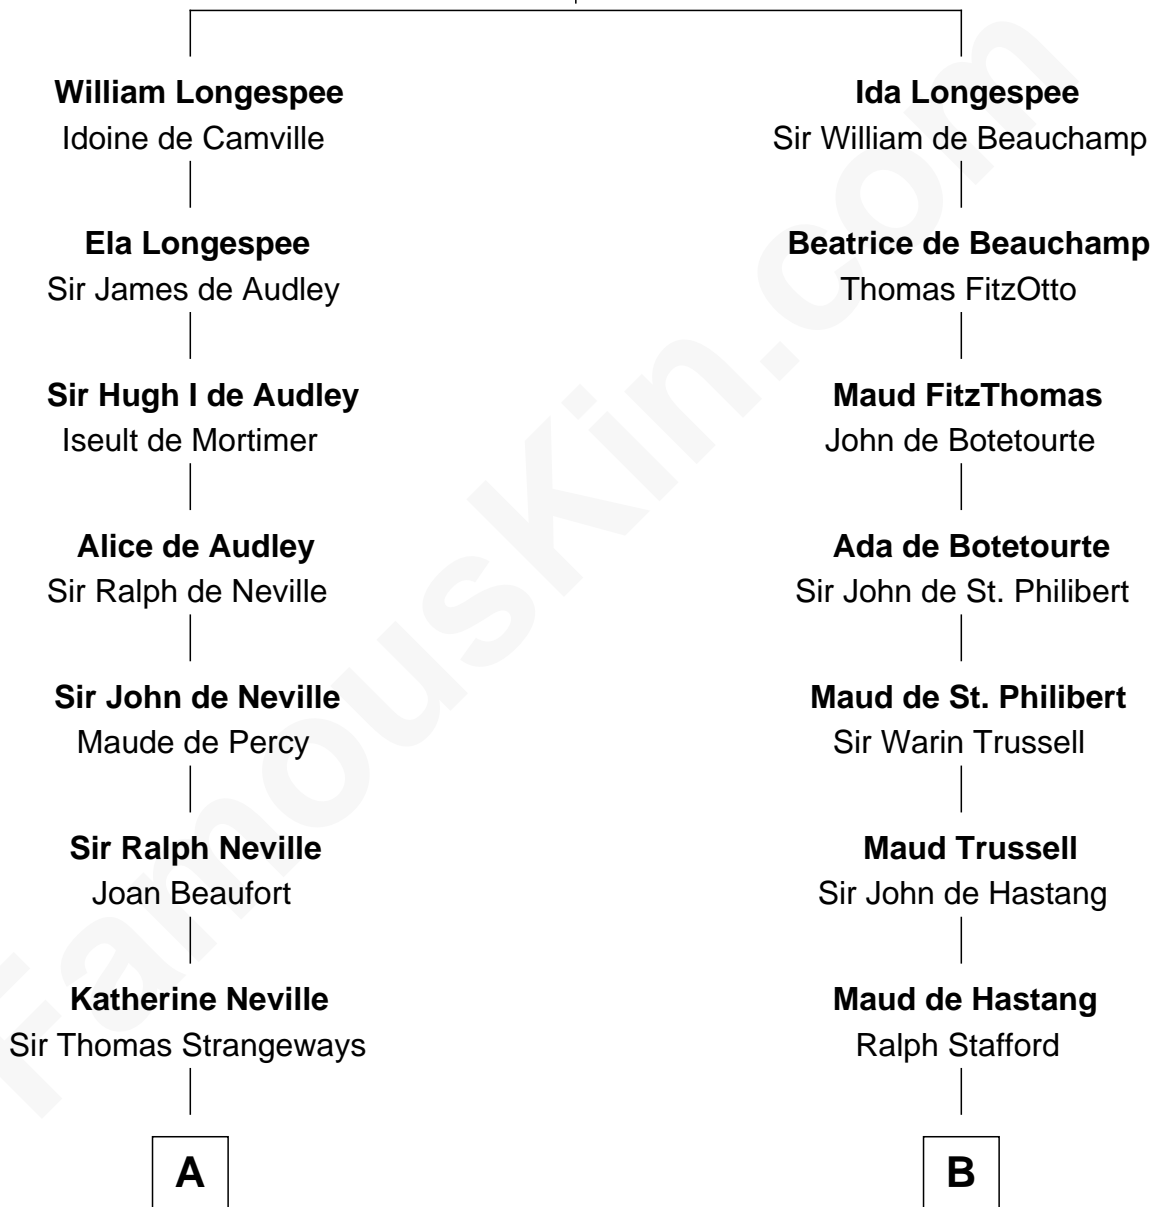 William Longespee
Idoine de Camville
Ela Longespee
Sir James de Audley
Sir Hugh I de Audley
Iseult de Mortimer
Alice de Audley
Sir Ralph de Neville
Sir John de Neville
Maude de Percy
Sir Ralph Neville
Joan Beaufort
Katherine Neville
Sir Thomas Strangeways
A
Ida Longespee
Sir William de Beauchamp
Beatrice de Beauchamp
Thomas FitzOtto
Maud FitzThomas
John de Botetourte
Ada de Botetourte
Sir John de St. Philibert
Maud de St. Philibert
Sir Warin Trussell
Maud Trussell
Sir John de Hastang
Maud de Hastang
Ralph Stafford
B
FamousKin.com